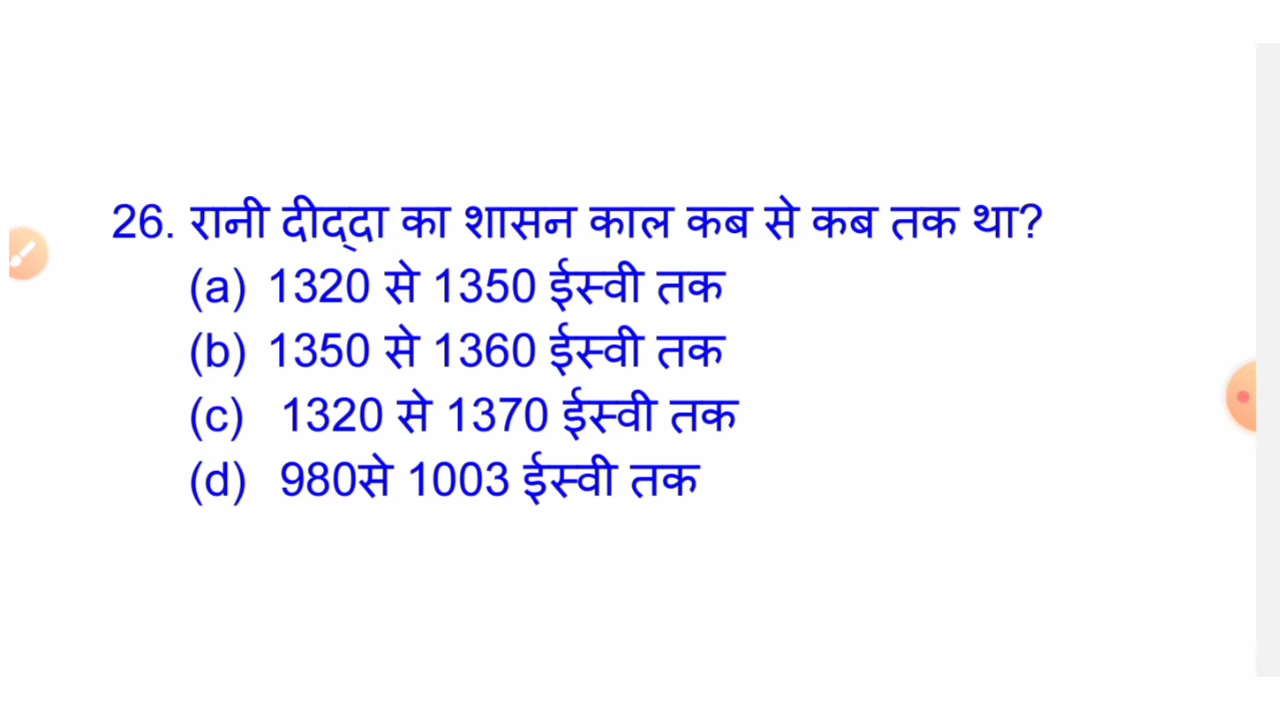 26. रानी दीद्‌दा का शासन काल कब से कब तक था?
(a) 1320 से 1350 ईस्वी तक
(b) 1350 से 1360 ईस्वी तक
(c) 1320 से 1370 ईस्वी तक
(d) 980से 1003 ईस्वी तक